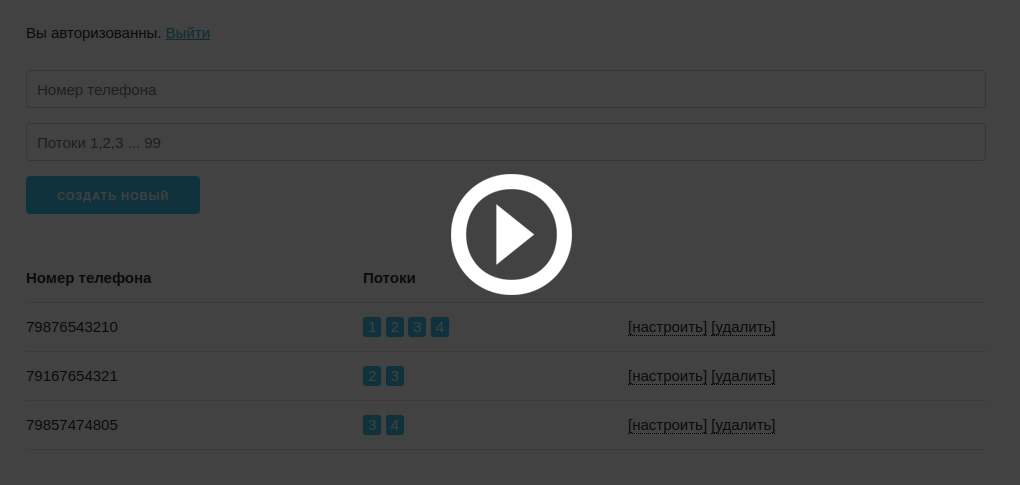 Вы авторизованны. Выйти
Номер телефона
Потоки 1,2,3 ... 99
СОЗДАТЬ НОВЫЙ
Номер телефона Потоки
79876543210 1 2 3 4 [настроить] [удалить]
79167654321 2 3 [настроить] [удалить]
79857474805 3 4 [настроить] [удалить]